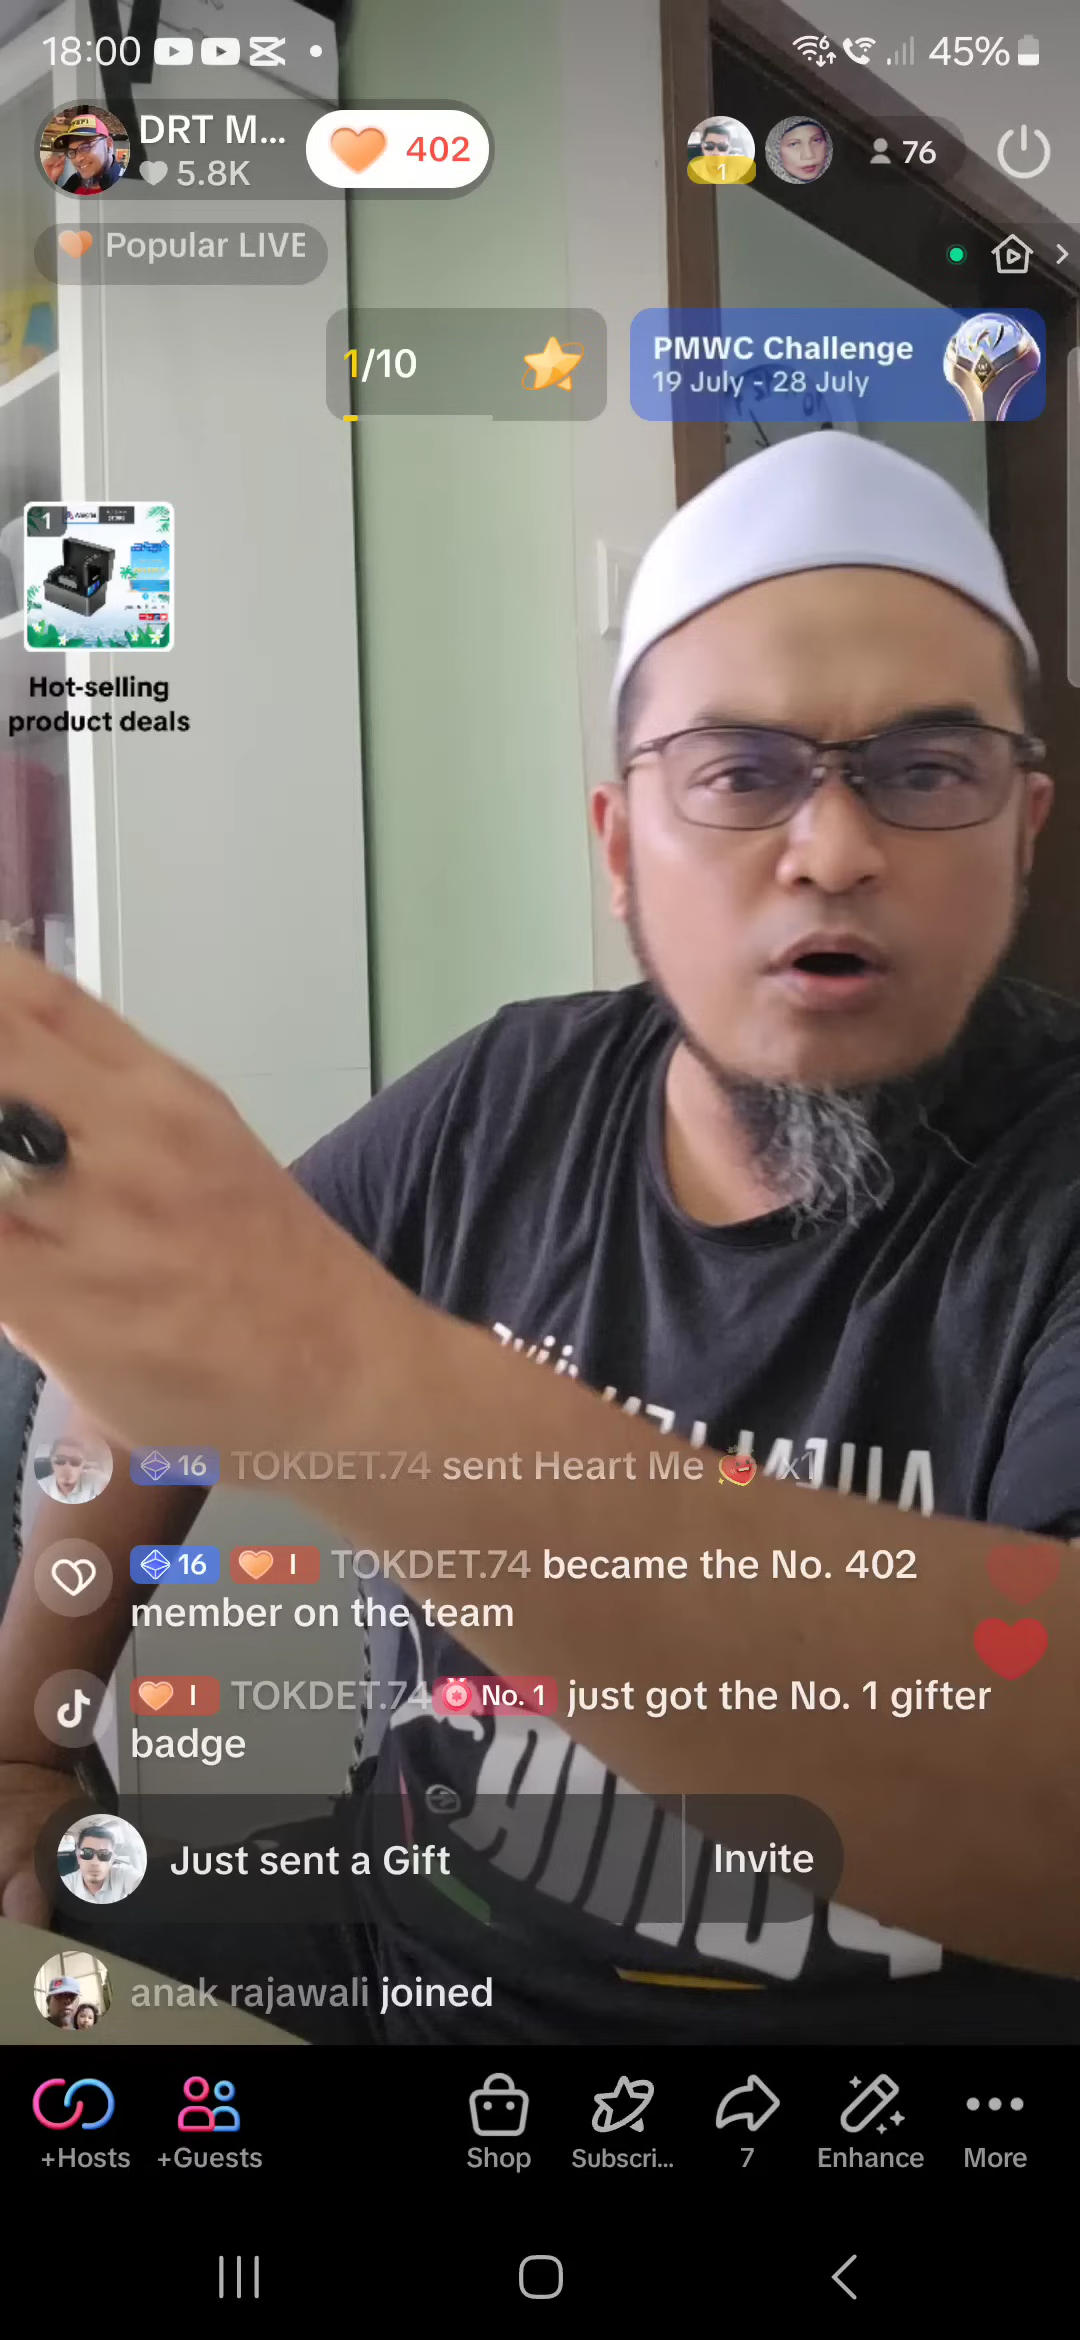 18:00
45%
DRT M...
5.8K
402
1
76
Popular LIVE
1/10
PMWC Challenge
19 July - 28 July
1
Hot-selling
product deals
16 TOKDET.74 sent Heart Me x1
16 I TOKDET.74 became the No. 402
member on the team
I TOKDET.74 No. 1 just got the No. 1 gifter
badge
Just sent a Gift
Invite
anak rajawali joined
+Hosts
+Guests
Shop
Subscri...
7
Enhance
More